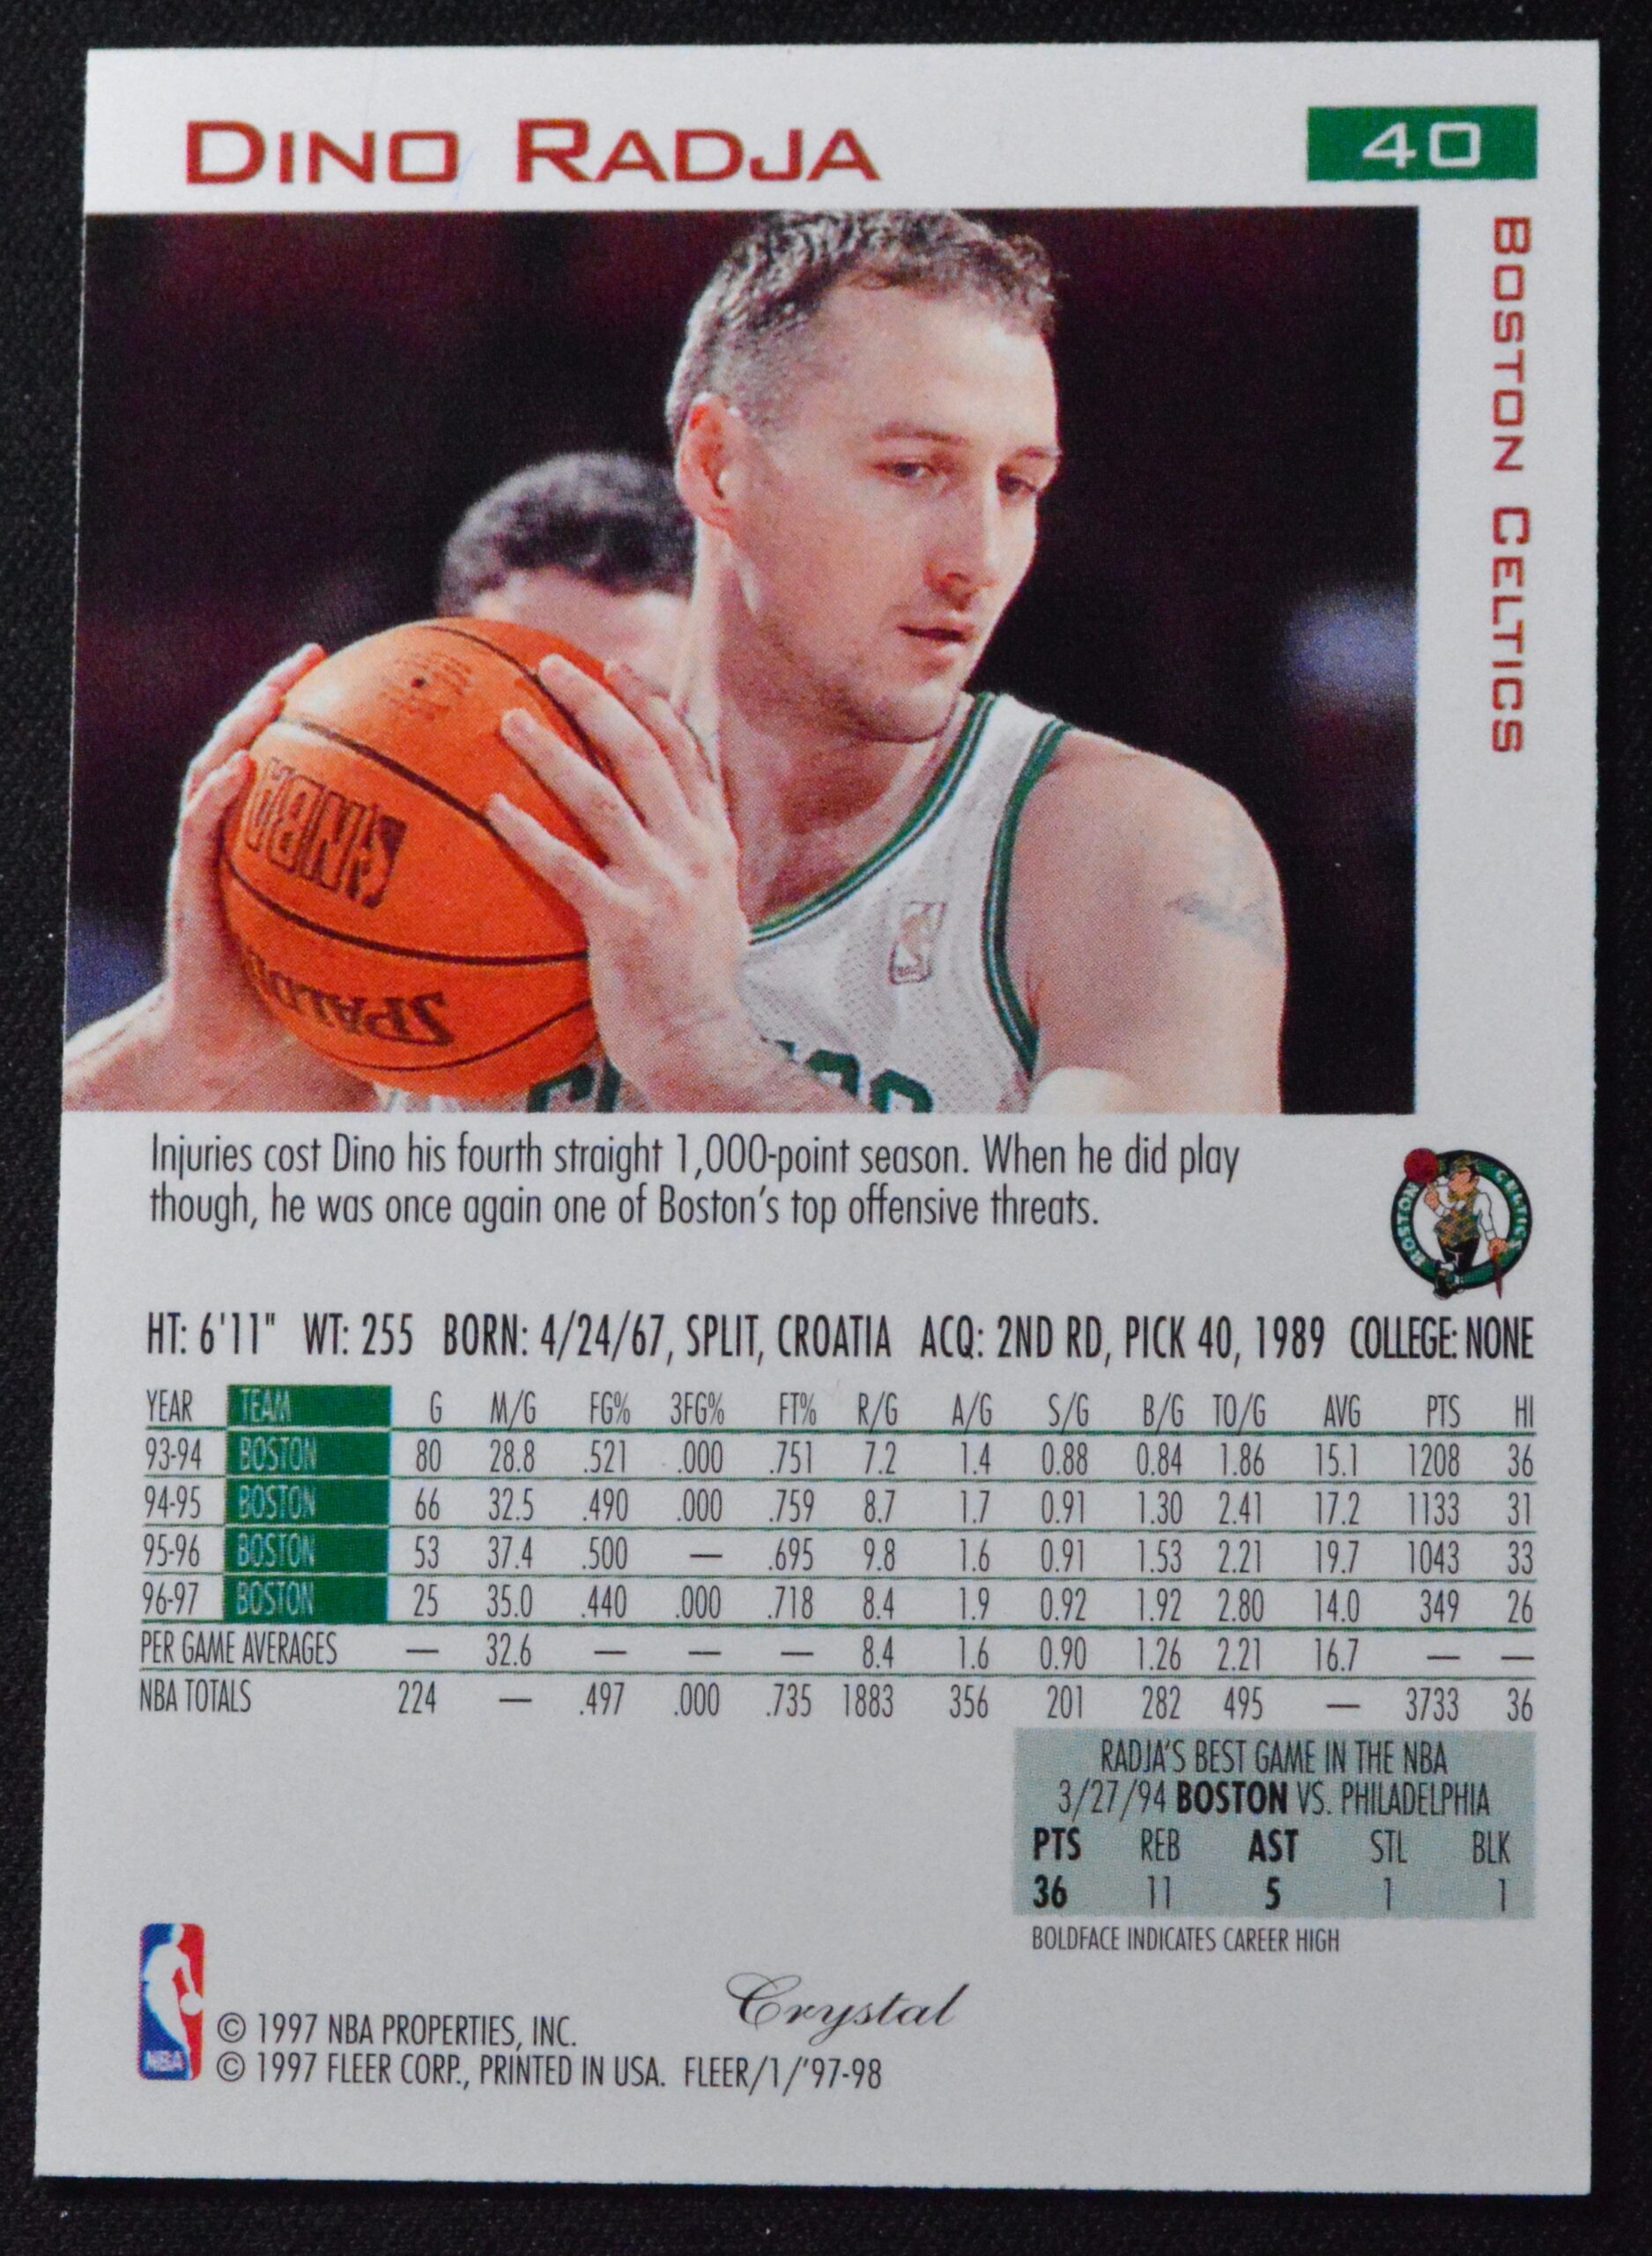 DINO RADJA
40
BOSTON CELTICS
SPALD
Injuries cost Dino his fourth straight 1,000-point season. When he did play
though, he was once again one of Boston's top offensive threats.
BOSTON CELTICS
HT: 6'11" WT: 255 BORN: 4/24/67, SPLIT, CROATIA ACQ: 2ND RD, PICK 40, 1989 COLLEGE: NONE
YEAR TEAM G M/G FG% 3FG% FT% R/G A/G S/G B/G TO/G AVG PTS HI
93-94 BOSTON 80 28.8 .521 .000 .751 7.2 1.4 0.88 0.84 1.86 15.1 1208 36
94-95 BOSTON 66 32.5 .490 .000 .759 8.7 1.7 0.91 1.30 2.41 17.2 1133 31
95-96 BOSTON 53 37.4 .500 — .695 9.8 1.6 0.91 1.53 2.21 19.7 1043 33
96-97 BOSTON 25 35.0 .440 .000 .718 8.4 1.9 0.92 1.92 2.80 14.0 349 26
PER GAME AVERAGES — 32.6 — — — 8.4 1.6 0.90 1.26 2.21 16.7 — —
NBA TOTALS 224 — .497 .000 .735 1883 356 201 282 495 — 3733 36
RADJA'S BEST GAME IN THE NBA
3/27/94 BOSTON VS. PHILADELPHIA
PTS REB AST STL BLK
36 11 5 1 1
BOLDFACE INDICATES CAREER HIGH
Crystal
NBA
© 1997 NBA PROPERTIES, INC.
© 1997 FLEER CORP., PRINTED IN USA. FLEER/1/'97-98